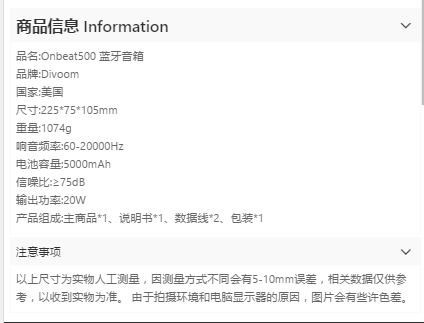 商品信息 Information
品名:Onbeat500 蓝牙音箱
品牌:Divoom
国家:美国
尺寸:225*75*105mm
重量:1074g
响音频率:60-20000Hz
电池容量:5000mAh
信噪比:≥75dB
输出功率:20W
产品组成:主商品*1、说明书*1、数据线*2、包装*1
注意事项
以上尺寸为实物人工测量，因测量方式不同会有5-10mm误差，相关数据仅供参
考，以收到实物为准。 由于拍摄环境和电脑显示器的原因，图片会有些许色差。